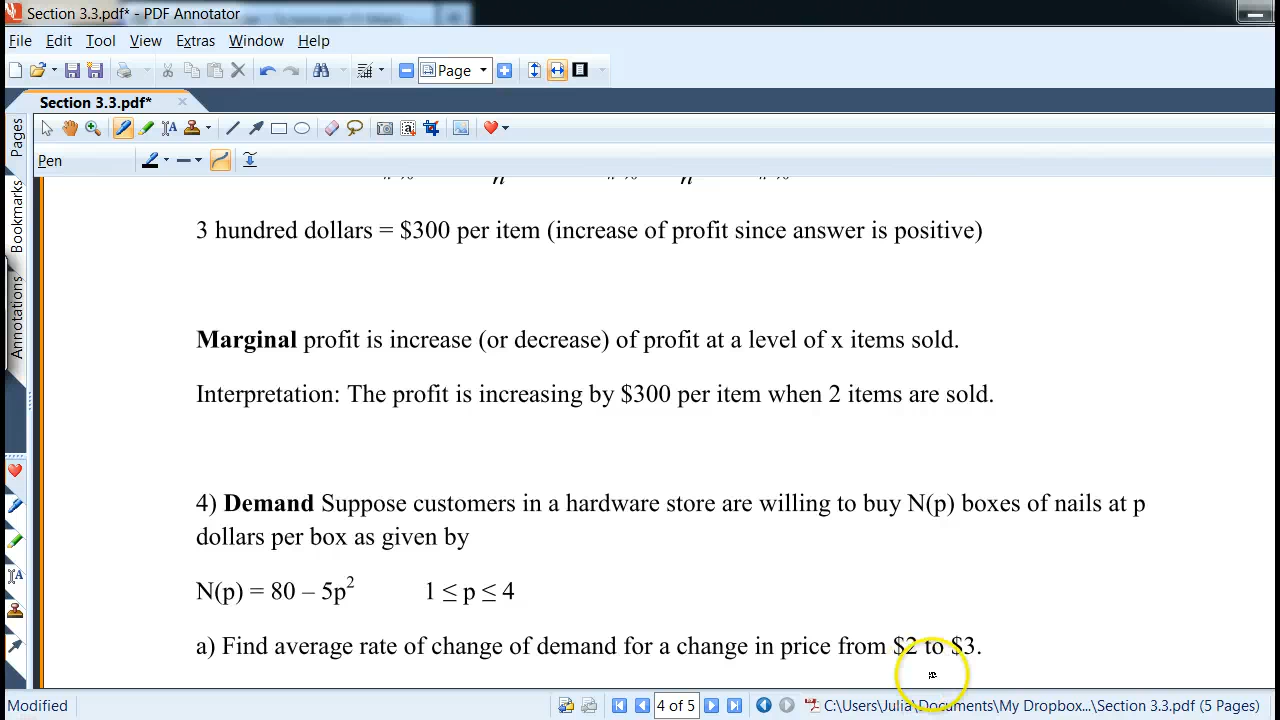 Section 3.3.pdf* - PDF Annotator
File Edit Tool View Extras Window Help
Page
Section 3.3.pdf*
Pen
Pages
Bookmarks
Annotations
3 hundred dollars = $300 per item (increase of profit since answer is positive)
Marginal profit is increase (or decrease) of profit at a level of x items sold.
Interpretation: The profit is increasing by $300 per item when 2 items are sold.
4) Demand Suppose customers in a hardware store are willing to buy N(p) boxes of nails at p
dollars per box as given by
N(p) = 80 – 5p² 1 ≤ p ≤ 4
a) Find average rate of change of demand for a change in price from $2 to $3.
Modified 4 of 5 C:\Users\Julia\Documents\My Dropbox...\Section 3.3.pdf (5 Pages)